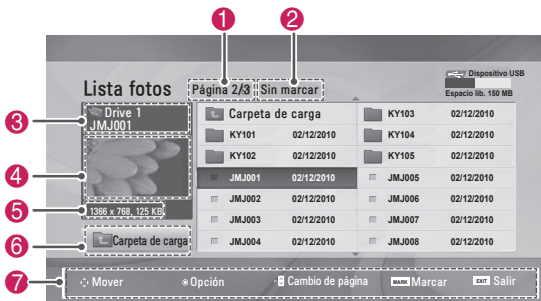 1 2
Dispositivo USB
Lista fotos Página 2/3 Sin marcar
Espacio lib. 150 MB
3 Drive 1
JMJ001
4
5 1366 x 768, 125 KB
6 Carpeta de carga
Carpeta de carga KY103 02/12/2010
KY101 02/12/2010 KY104 02/12/2010
KY102 02/12/2010 KY105 02/12/2010
JMJ001 02/12/2010 JMJ005 02/12/2010
JMJ002 02/12/2010 JMJ006 02/12/2010
JMJ003 02/12/2010 JMJ007 02/12/2010
JMJ004 02/12/2010 JMJ008 02/12/2010
7 Mover Opción Cambio de página MARK Marcar EXIT Salir